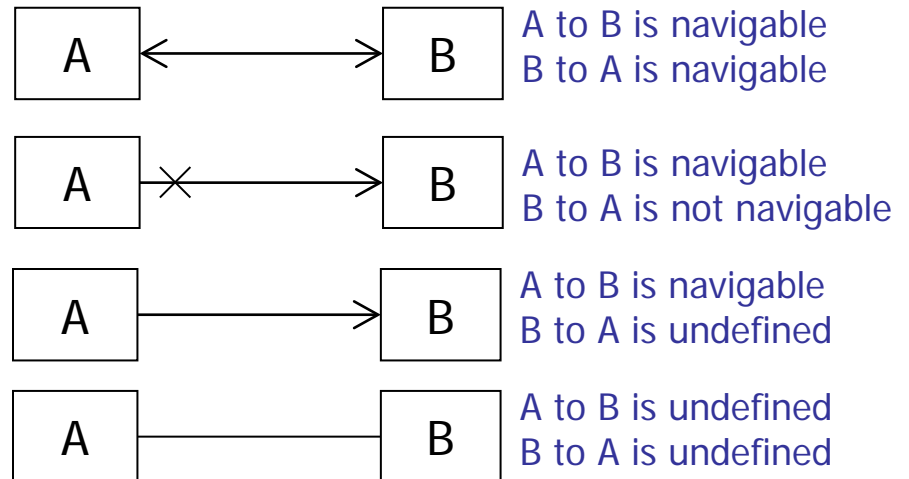 A B A to B is navigable
B to A is navigable
A B A to B is navigable
B to A is not navigable
A B A to B is navigable
B to A is undefined
A B A to B is undefined
B to A is undefined